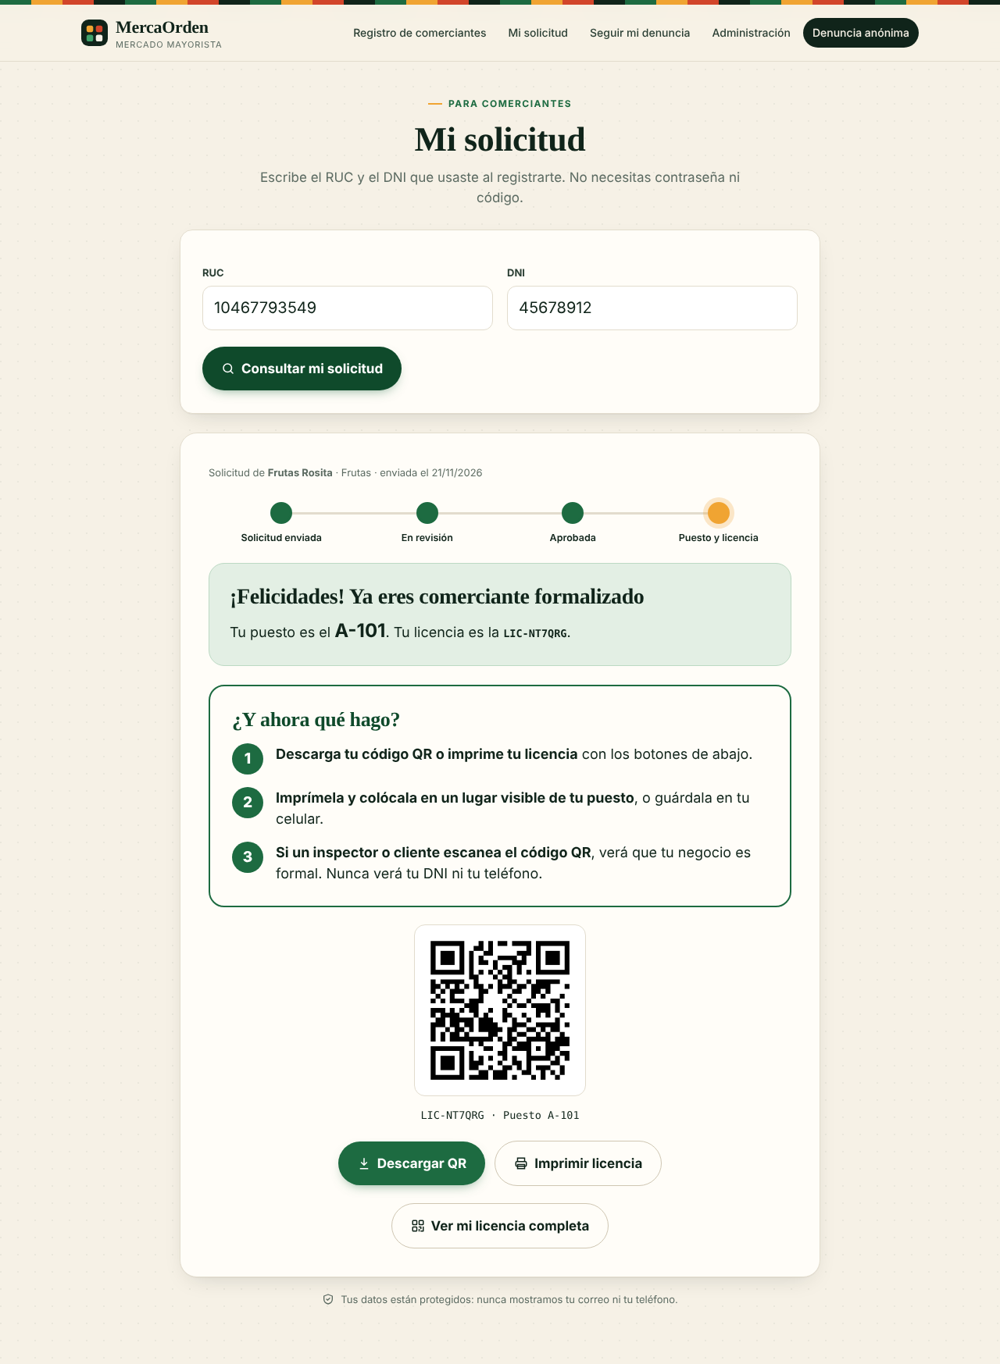 MercaOrden
MERCADO MAYORISTA
Registro de comerciantes
Mi solicitud
Seguir mi denuncia
Administración
Denuncia anónima
PARA COMERCIANTES
Mi solicitud
Escribe el RUC y el DNI que usaste al registrarte. No necesitas contraseña ni
código.
RUC
DNI
10467793549
45678912
Consultar mi solicitud
Solicitud de Frutas Rosita · Frutas · enviada el 21/11/2026
Solicitud enviada
En revisión
Aprobada
Puesto y licencia
¡Felicidades! Ya eres comerciante formalizado
Tu puesto es el A-101. Tu licencia es la LIC-NT7QRG.
¿Y ahora qué hago?
1 Descarga tu código QR o imprime tu licencia con los botones de abajo.
2 Imprímela y colócala en un lugar visible de tu puesto, o guárdala en tu
celular.
3 Si un inspector o cliente escanea el código QR, verá que tu negocio es
formal. Nunca verá tu DNI ni tu teléfono.
LIC-NT7QRG · Puesto A-101
Descargar QR
Imprimir licencia
Ver mi licencia completa
Tus datos están protegidos: nunca mostramos tu correo ni tu teléfono.